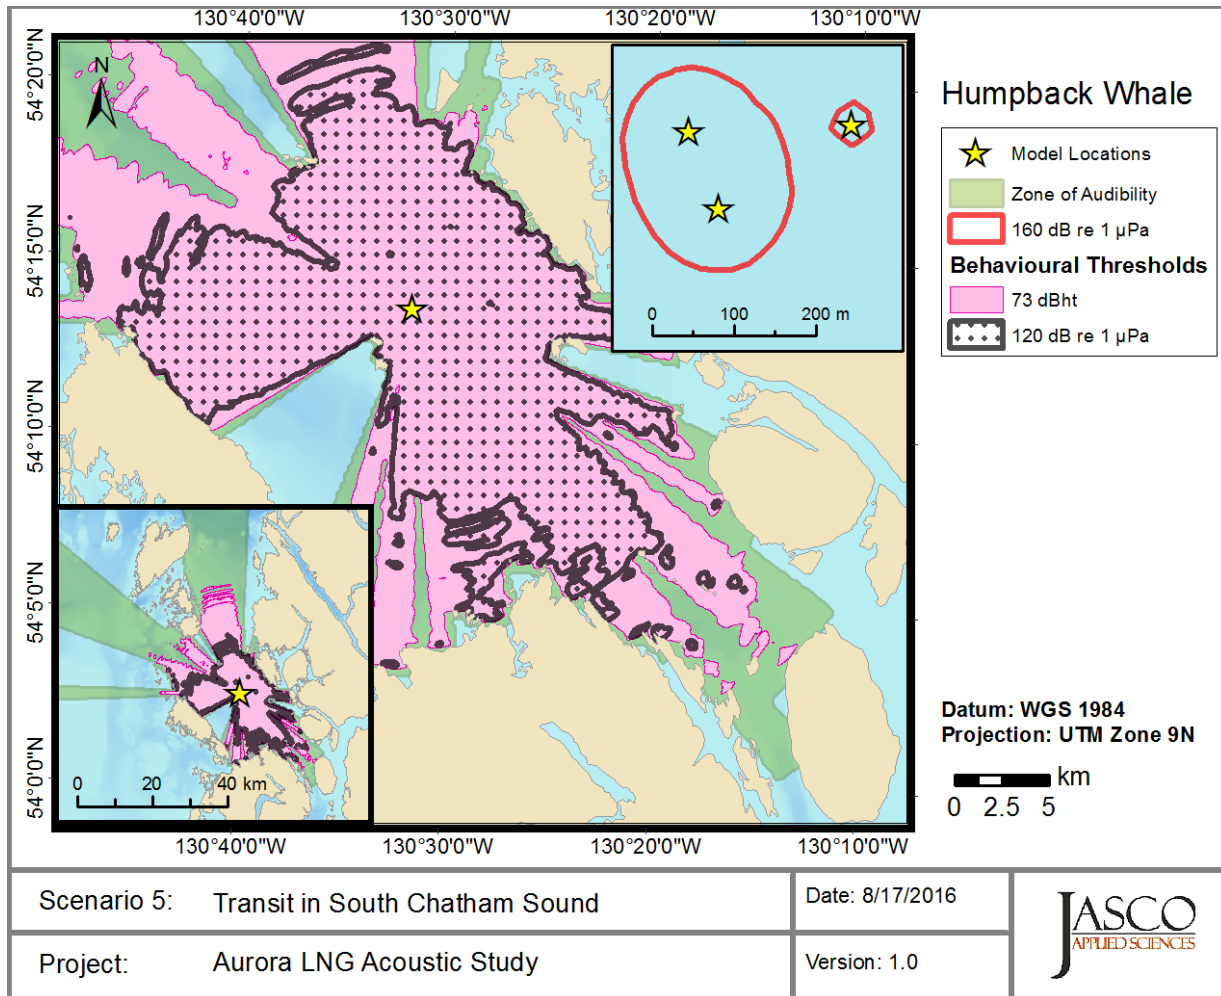 130°40'0"W 130°30'0"W 130°20'0"W 130°10'0"W
54°20'0"N
54°15'0"N
54°10'0"N
54°5'0"N
54°0'0"N
N
0 100 200 m
0 20 40 km
130°40'0"W 130°30'0"W 130°20'0"W 130°10'0"W
Humpback Whale
Model Locations
Zone of Audibility
160 dB re 1 µPa
Behavioural Thresholds
73 dBht
120 dB re 1 µPa
Datum: WGS 1984
Projection: UTM Zone 9N
km
0 2.5 5
Scenario 5: Transit in South Chatham Sound
Date: 8/17/2016
Project: Aurora LNG Acoustic Study
Version: 1.0
JASCO
APPLIED SCIENCES